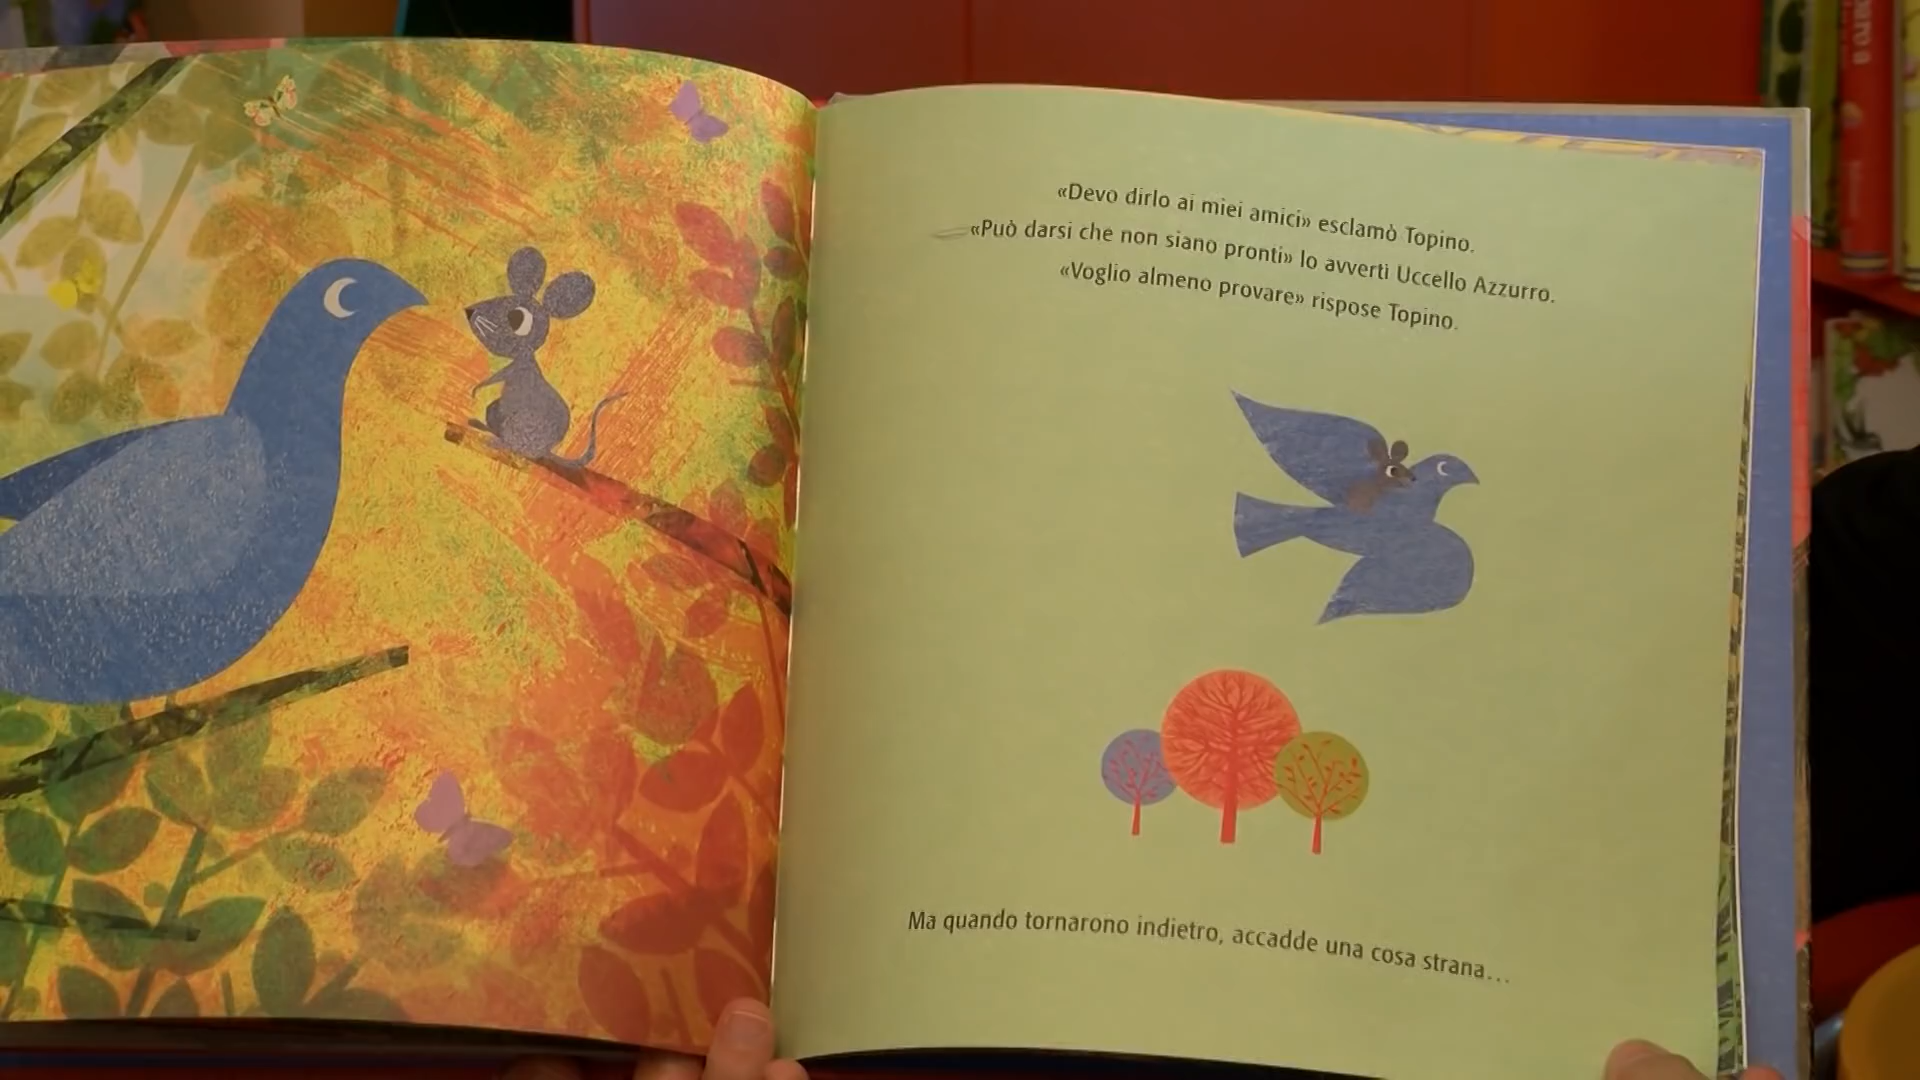 «Devo dirlo ai miei amici» esclamò Topino.
«Può darsi che non siano pronti» lo avvertì Uccello Azzurro.
«Voglio almeno provare» rispose Topino.
Ma quando tornarono indietro, accadde una cosa strana…